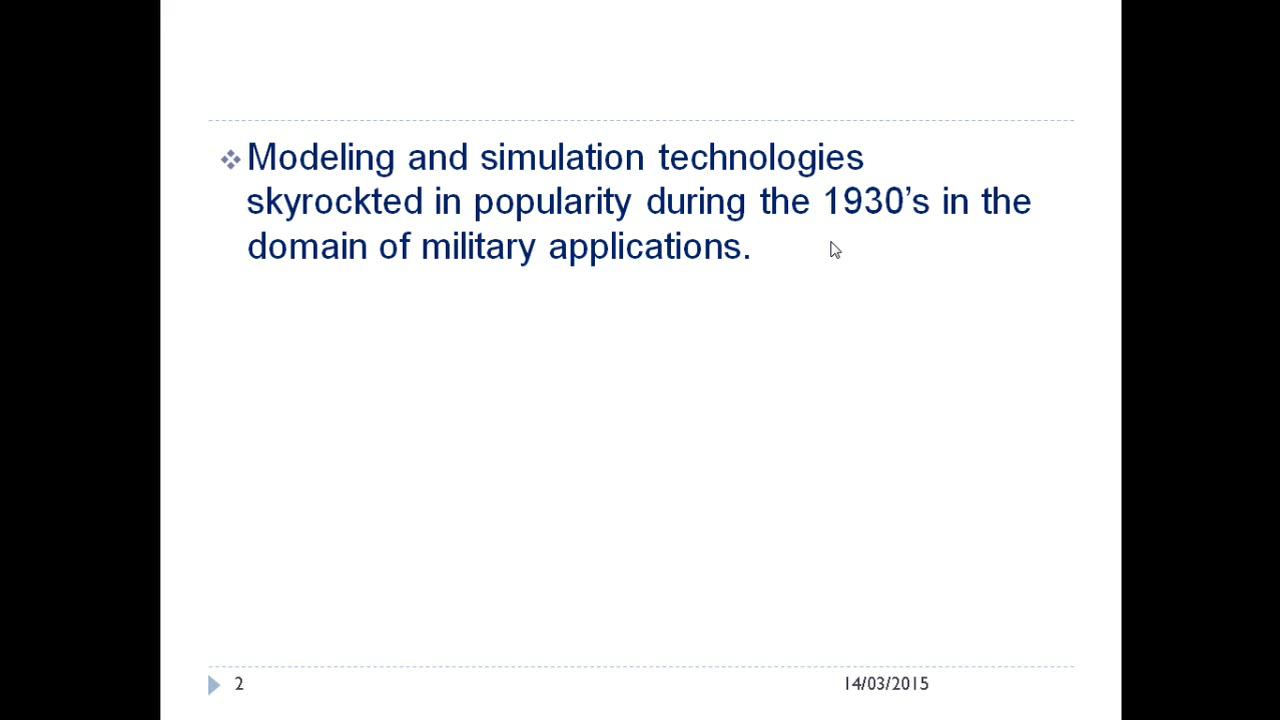 Modeling and simulation technologies
skyrockted in popularity during the 1930’s in the
domain of military applications.
2
14/03/2015